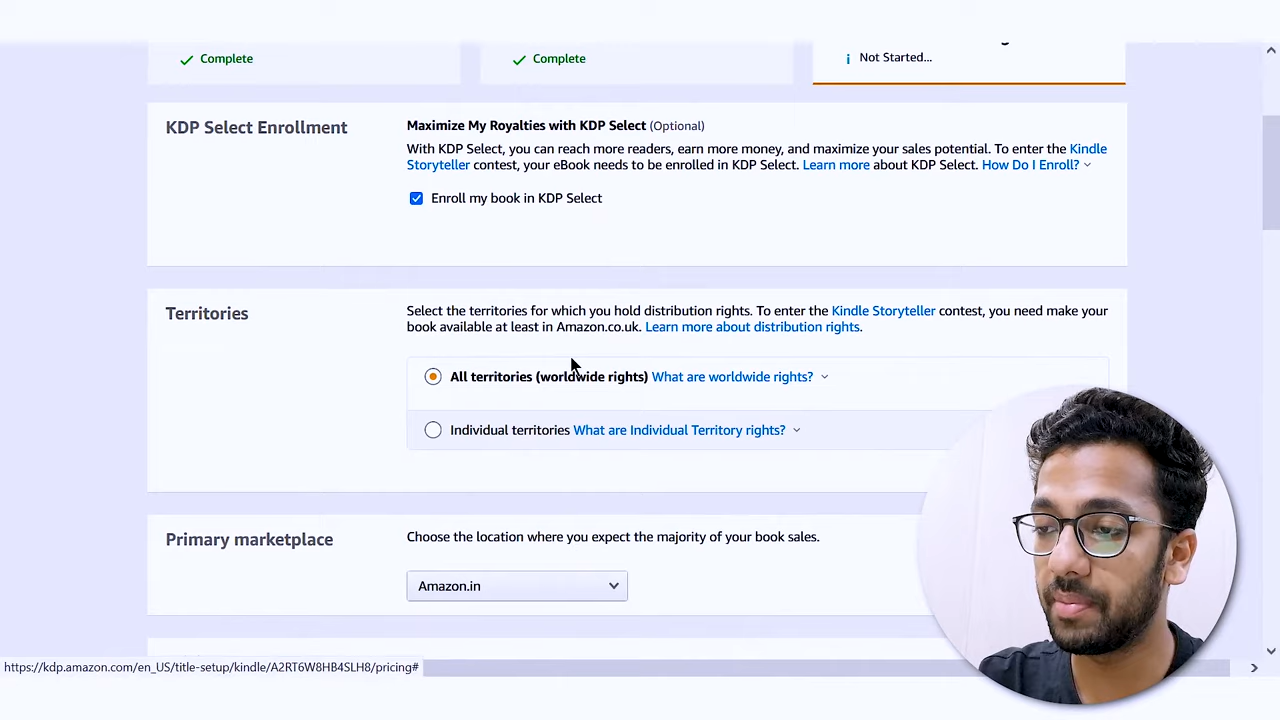 Complete
Complete
Not Started...
KDP Select Enrollment
Maximize My Royalties with KDP Select (Optional)
With KDP Select, you can reach more readers, earn more money, and maximize your sales potential. To enter the Kindle
Storyteller contest, your eBook needs to be enrolled in KDP Select. Learn more about KDP Select. How Do I Enroll?
Enroll my book in KDP Select
Territories
Select the territories for which you hold distribution rights. To enter the Kindle Storyteller contest, you need make your
book available at least in Amazon.co.uk. Learn more about distribution rights.
All territories (worldwide rights) What are worldwide rights?
Individual territories What are Individual Territory rights?
Primary marketplace
Choose the location where you expect the majority of your book sales.
Amazon.in
https://kdp.amazon.com/en_US/title-setup/kindle/A2RT6W8HB4SLH8/pricing#